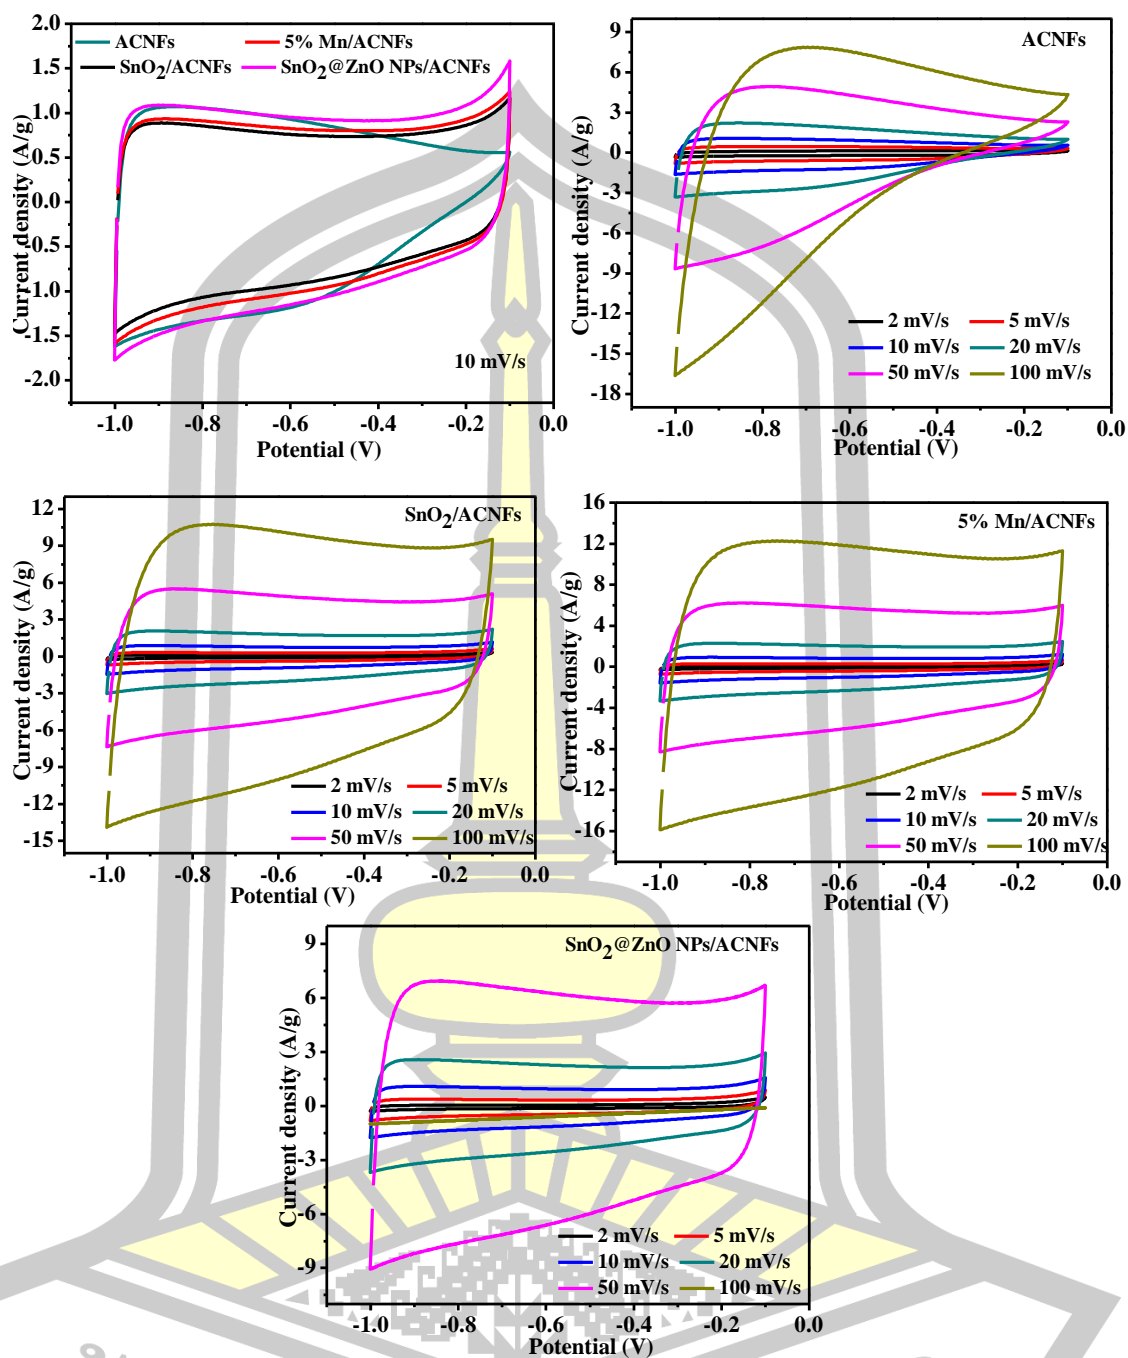 ACNFs
5% Mn/ACNFs
SnO2/ACNFs
SnO2@ZnO NPs/ACNFs
2.0
1.5
1.0
0.5
0.0
-0.5
-1.0
-1.5
-2.0
Current density (A/g)
10 mV/s
-1.0 -0.8 -0.6 -0.4 -0.2 0.0
Potential (V)
ACNFs
9
6
3
0
-3
-6
-9
-12
-15
-18
Current density (A/g)
2 mV/s 5 mV/s
10 mV/s 20 mV/s
50 mV/s 100 mV/s
-1.0 -0.8 -0.6 -0.4 -0.2 0.0
Potential (V)
SnO2/ACNFs
12
9
6
3
0
-3
-6
-9
-12
-15
Current density (A/g)
2 mV/s 5 mV/s
10 mV/s 20 mV/s
50 mV/s 100 mV/s
-1.0 -0.8 -0.6 -0.4 -0.2 0.0
Potential (V)
5% Mn/ACNFs
16
12
8
4
0
-4
-8
-12
-16
Current density (A/g)
2 mV/s 5 mV/s
10 mV/s 20 mV/s
50 mV/s 100 mV/s
-1.0 -0.8 -0.6 -0.4 -0.2 0.0
Potential (V)
SnO2@ZnO NPs/ACNFs
9
6
3
0
-3
-6
-9
Current density (A/g)
2 mV/s 5 mV/s
10 mV/s 20 mV/s
50 mV/s 100 mV/s
-1.0 -0.8 -0.6 -0.4 -0.2 0.0
Potential (V)